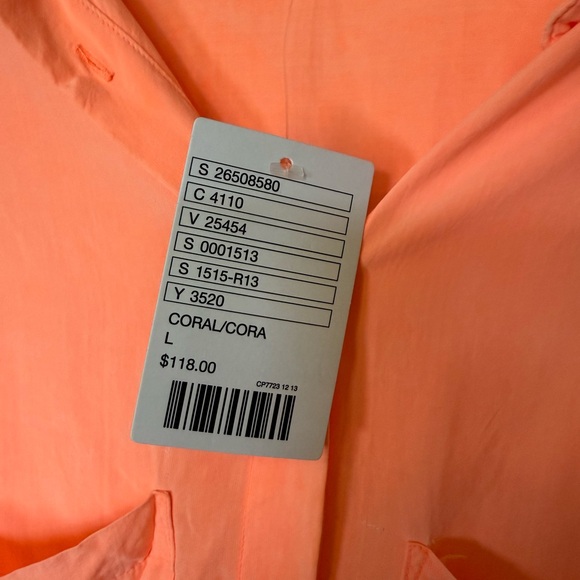 S 26508580
C 4110
V 25454
S 0001513
S 1515-R13
Y 3520
CORAL/CORA
L
$118.00
CP7723 12 13